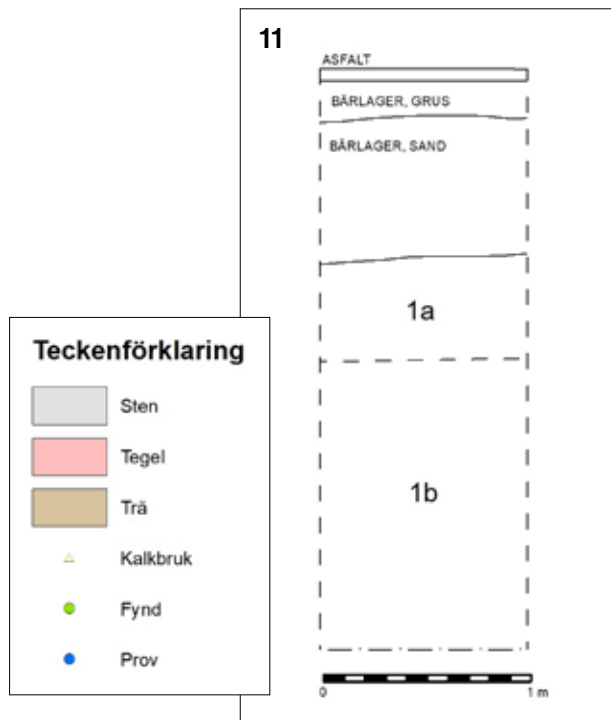 11
ASFALT
BÄRLAGER, GRUS
BÄRLAGER, SAND
1a
1b
0 1 m
Teckenförklaring
Sten
Tegel
Trä
Kalkbruk
Fynd
Prov